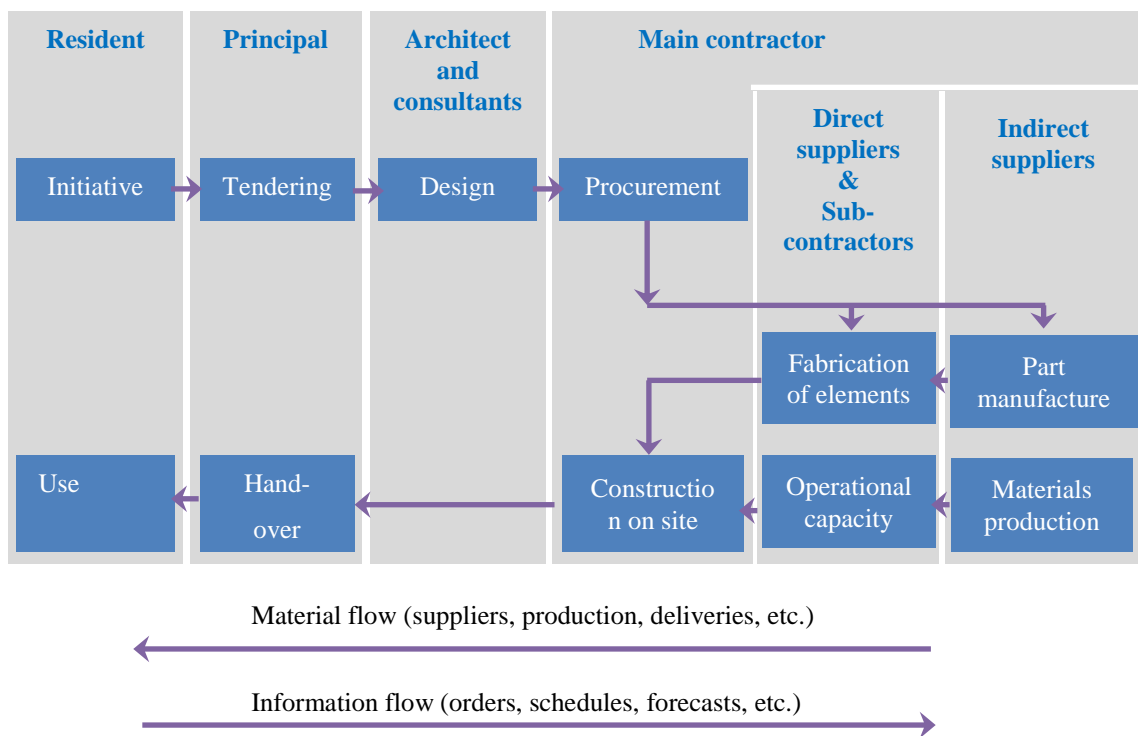 Resident
Principal
Architect
and
consultants
Main contractor
Direct
suppliers
&
Sub-
contractors
Indirect
suppliers
Initiative
Tendering
Design
Procurement
Fabrication
of elements
Part
manufacture
Use
Hand-
over
Constructio
n on site
Operational
capacity
Materials
production
Material flow (suppliers, production, deliveries, etc.)
Information flow (orders, schedules, forecasts, etc.)